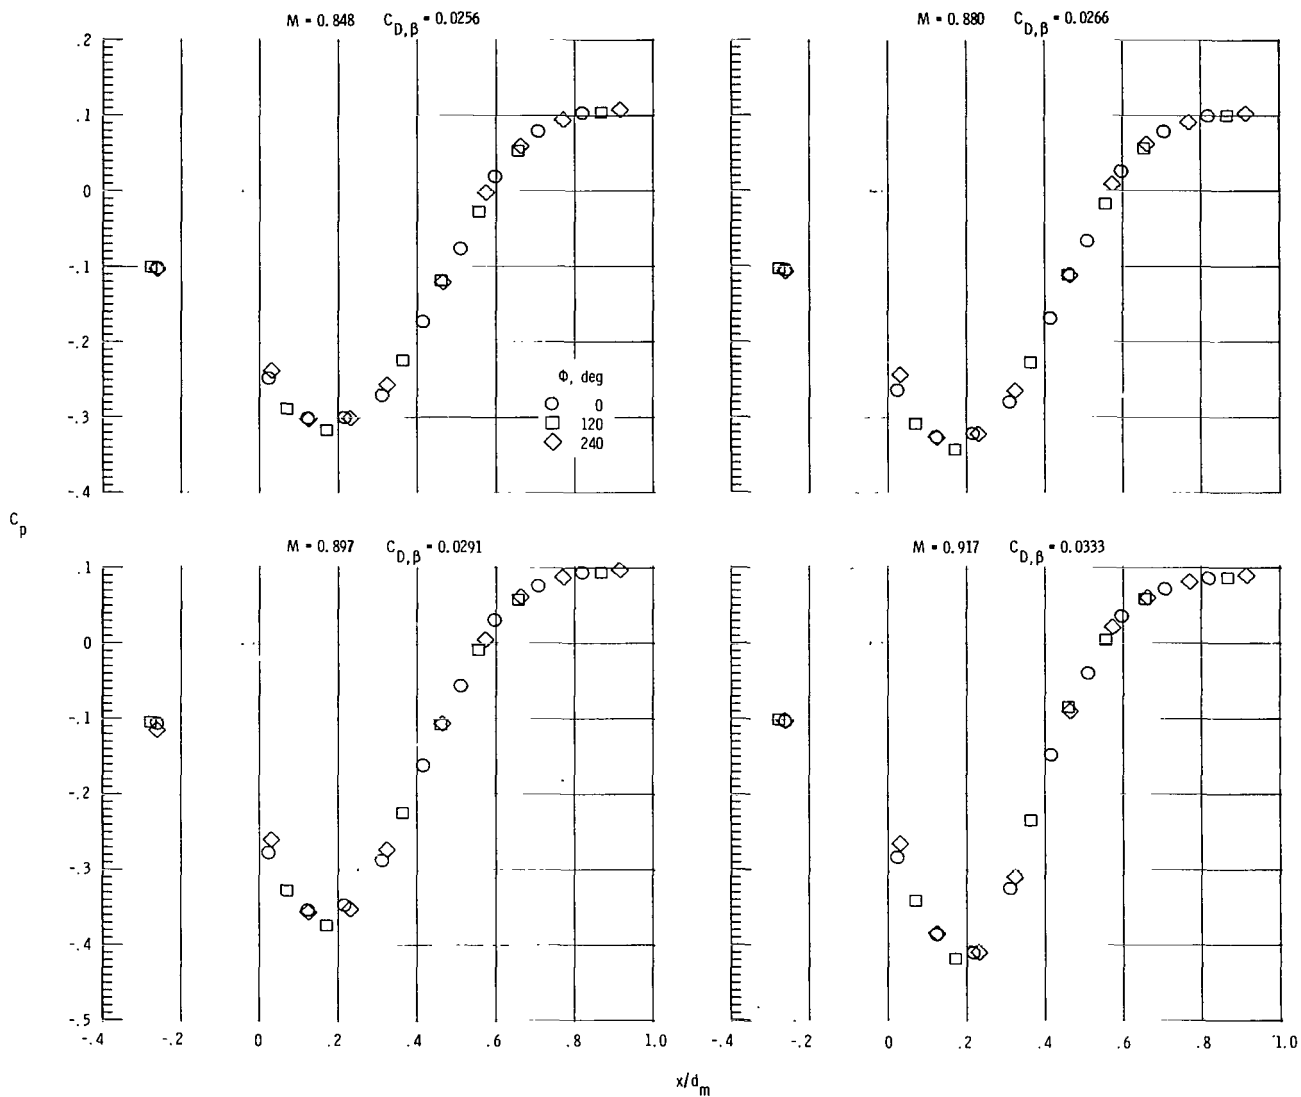 M = 0.848 C_D,β = 0.0256
M = 0.880 C_D,β = 0.0266
.2
.1
0
-.1
-.2
-.3
-.4
Φ, deg
0
120
240
C_p
M = 0.897 C_D,β = 0.0291
M = 0.917 C_D,β = 0.0333
.1
0
-.1
-.2
-.3
-.4
-.5
-.4 -.2 0 .2 .4 .6 .8 1.0
-.4 -.2 0 .2 .4 .6 .8 1.0
x/d_m